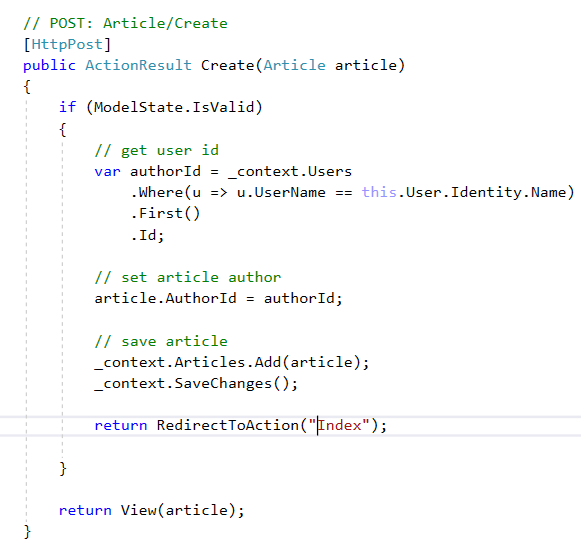 // POST: Article/Create
[HttpPost]
public ActionResult Create(Article article)
{
    if (ModelState.IsValid)
    {
        // get user id
        var authorId = _context.Users
            .Where(u => u.UserName == this.User.Identity.Name)
            .First()
            .Id;

        // set article author
        article.AuthorId = authorId;

        // save article
        _context.Articles.Add(article);
        _context.SaveChanges();

        return RedirectToAction("Index");

    }

    return View(article);
}